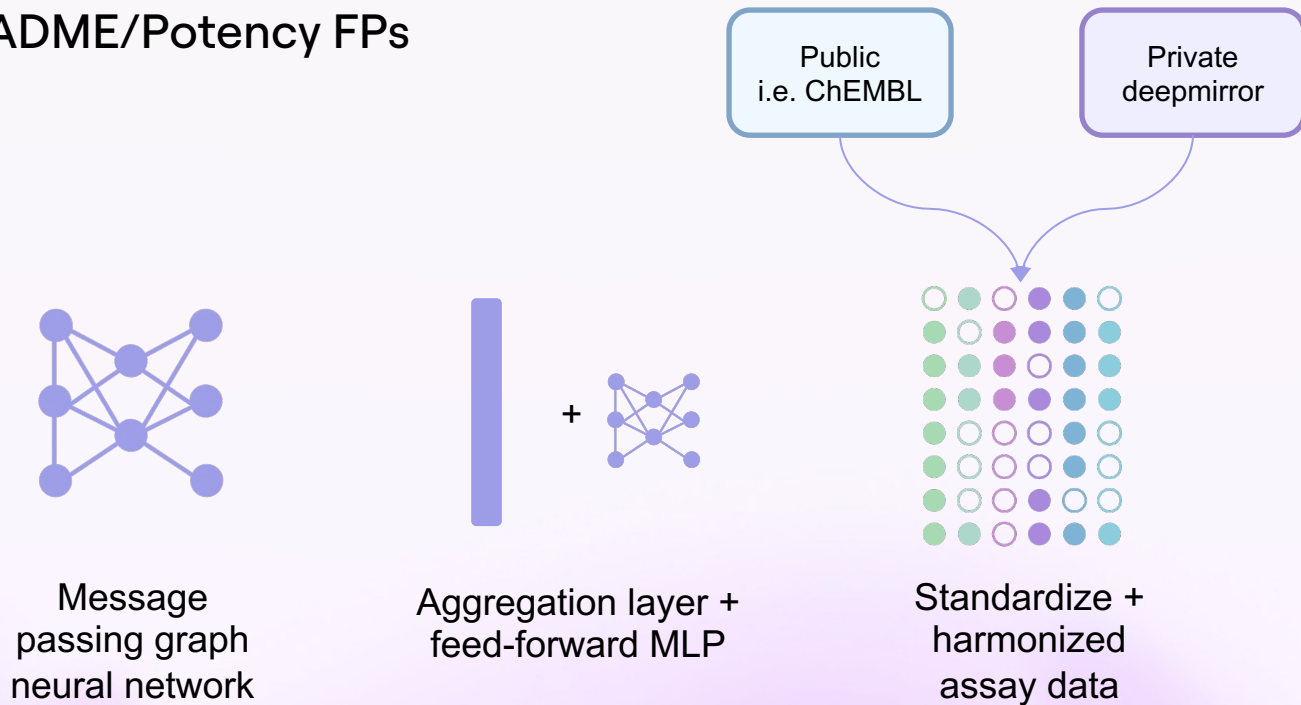 ADME/Potency FPs
Public
i.e. ChEMBL
Private
deepmirror
+
Message
passing graph
neural network
Aggregation layer +
feed-forward MLP
Standardize +
harmonized
assay data